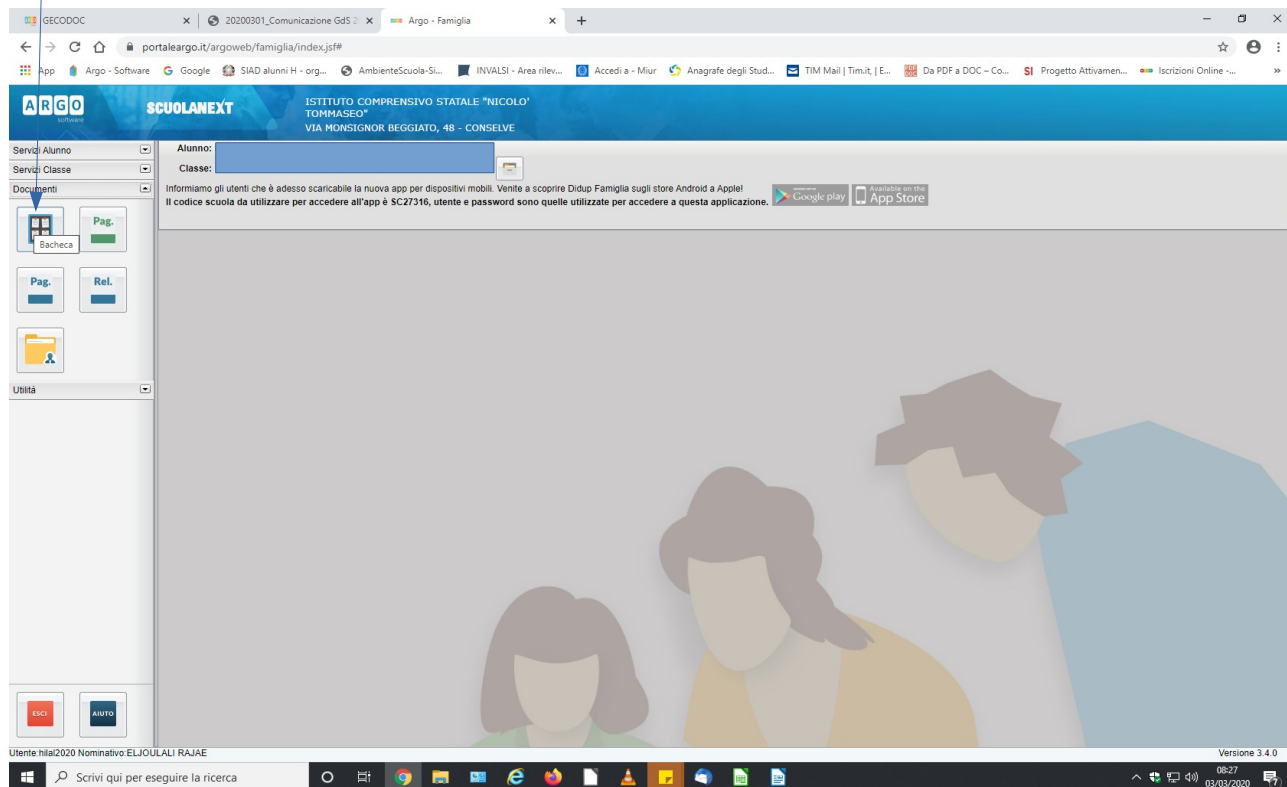 GECODOC
20200301_Comunicazione GdS 2
Argo - Famiglia
portaleargo.it/argoweb/famiglia/index.jsf#
App
Argo - Software
Google
SIAD alunni H - org...
AmbienteScuola-Si...
INVALSI - Area rilev...
Accedi a - Miur
Anagrafe degli Stud...
TIM Mail | Tim.it, | E...
Da PDF a DOC – Co...
SI Progetto Attivamen...
Iscrizioni Online -...
»
ARGO
software
SCUOLANEXT
ISTITUTO COMPRENSIVO STATALE "NICOLO'
TOMMASEO"
VIA MONSIGNOR BEGGIATO, 48 - CONSELVE
Servizi Alunno
Servizi Classe
Documenti
Alunno:
Classe:
Informiamo gli utenti che è adesso scaricabile la nuova app per dispositivi mobili. Venite a scoprire Didup Famiglia sugli store Android a Apple!
Il codice scuola da utilizzare per accedere all'app è SC27316, utente e password sono quelle utilizzate per accedere a questa applicazione.
Google play
Available on the
App Store
Pag.
Bacheca
Pag.
Rel.
Utilità
ESCI
AIUTO
Utente:hilal2020 Nominativo:ELJOULALI RAJAE
Versione 3.4.0
Scrivi qui per eseguire la ricerca
08:27
03/03/2020
7